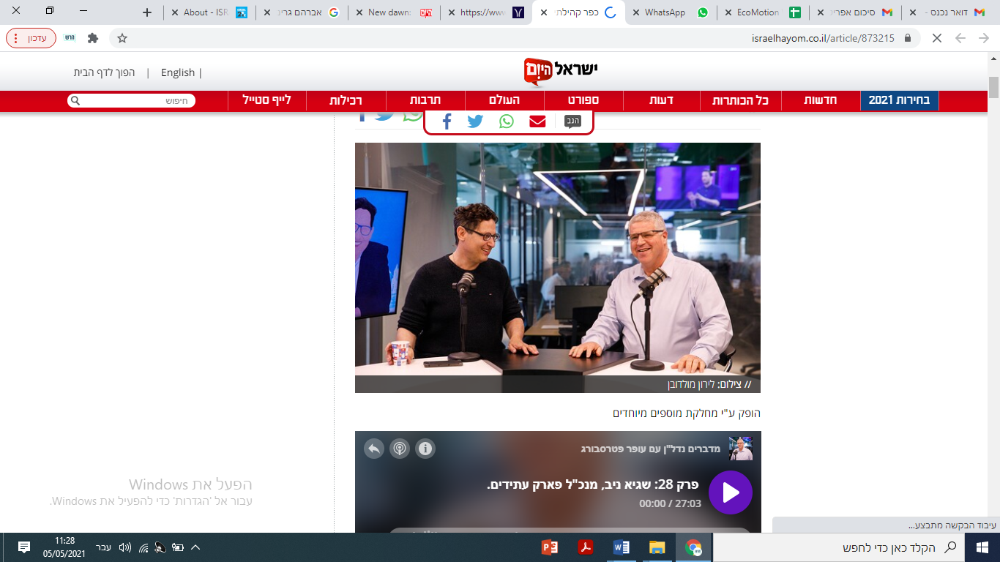 דואר נכנס -
סיכום אפרי
EcoMotion
WhatsApp
כפר קהילתי
https://www
New dawn:
אברהם גרינ
About - ISR
israelhayom.co.il/article/873215
עדכון
ישראל היום
English |
| הפוך לדף הבית
בחירות 2021
חדשות
כל הכותרות
דעות
ספורט
העולם
תרבות
רכילות
לייף סטייל
חיפוש
הגב
// צילום: לירון מולדובן
הופק ע"י מחלקת מוספים מיוחדים
מדברים נדל"ן עם עופר פטרסבורג
פרק 28: שגיא ניב, מנכ"ל פארק עתידים.
00:00 / 27:03
הפעל את Windows
עבור אל 'הגדרות' כדי להפעיל את Windows.
עיבוד הבקשה מתבצע...
הקלד כאן כדי לחפש
עבר
11:28
05/05/2021